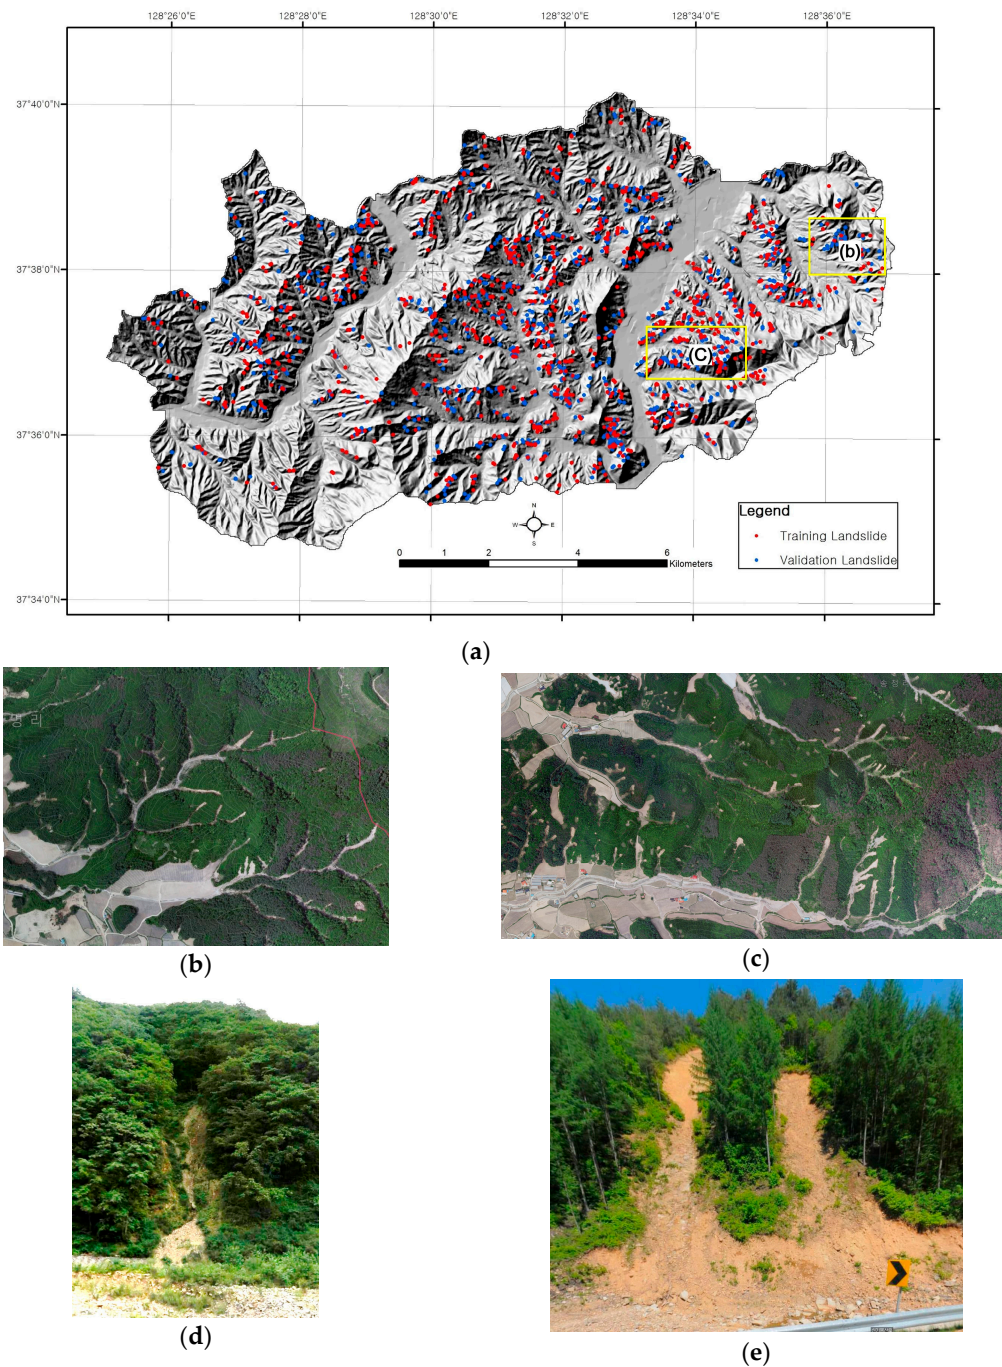 128°26'0"E 128°28'0"E 128°30'0"E 128°32'0"E 128°34'0"E 128°36'0"E
37°40'0"N
37°38'0"N
37°36'0"N
37°34'0"N
(b)
(C)
N
W E
S
0 1 2 4 6
Kilometers
Legend
Training Landslide
Validation Landslide
(a)
명 리
(b)
(c)
(d)
(e)